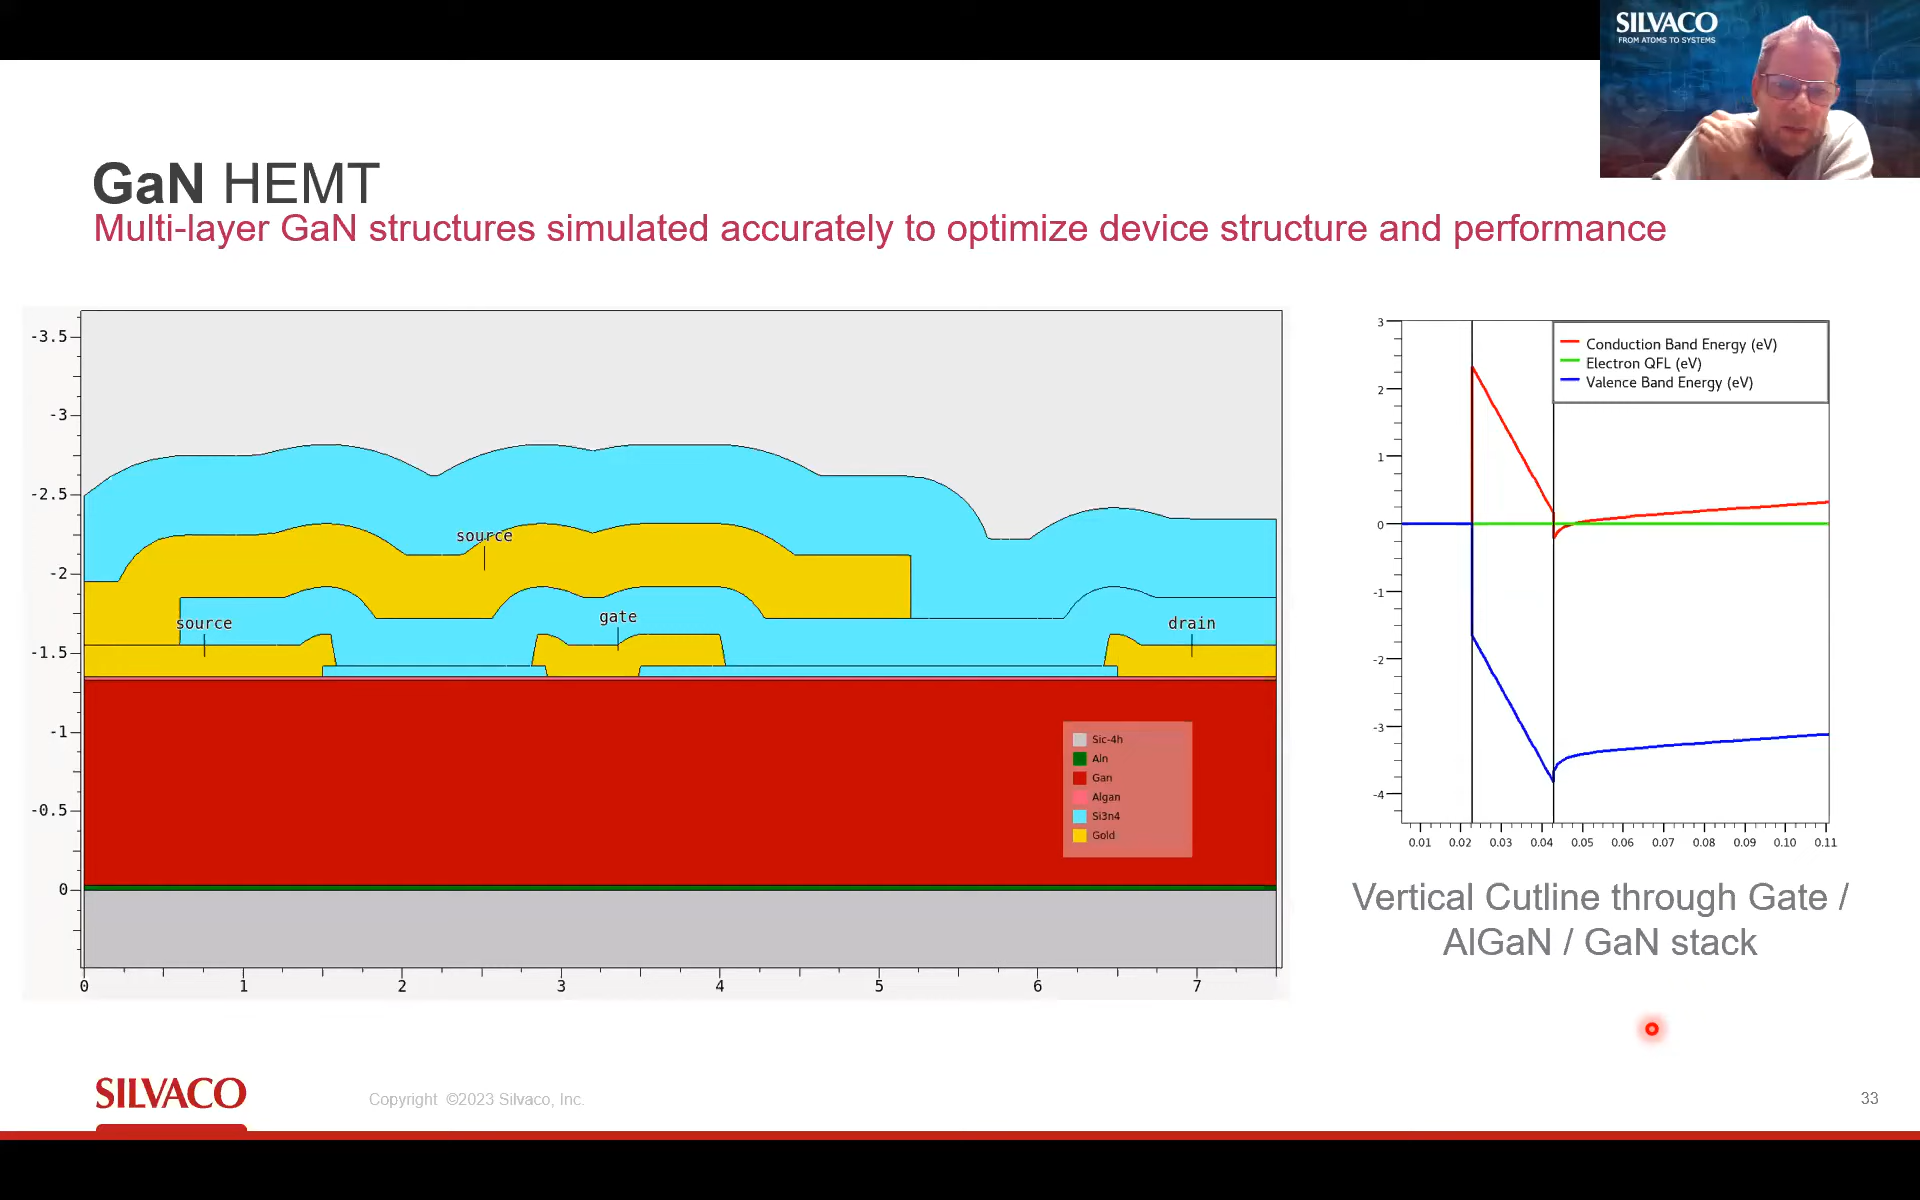 SILVACO
FROM ATOMS TO SYSTEMS
GaN HEMT
Multi-layer GaN structures simulated accurately to optimize device structure and performance
-3.5
-3
-2.5
-2
-1.5
-1
-0.5
0
source
source
gate
drain
Sic-4h
Aln
Gan
Algan
Si3n4
Gold
0 1 2 3 4 5 6 7
3
2
1
0
-1
-2
-3
-4
Conduction Band Energy (eV)
Electron QFL (eV)
Valence Band Energy (eV)
0.01 0.02 0.03 0.04 0.05 0.06 0.07 0.08 0.09 0.10 0.11
Vertical Cutline through Gate /
AlGaN / GaN stack
SILVACO
Copyright ©2023 Silvaco, Inc.
33